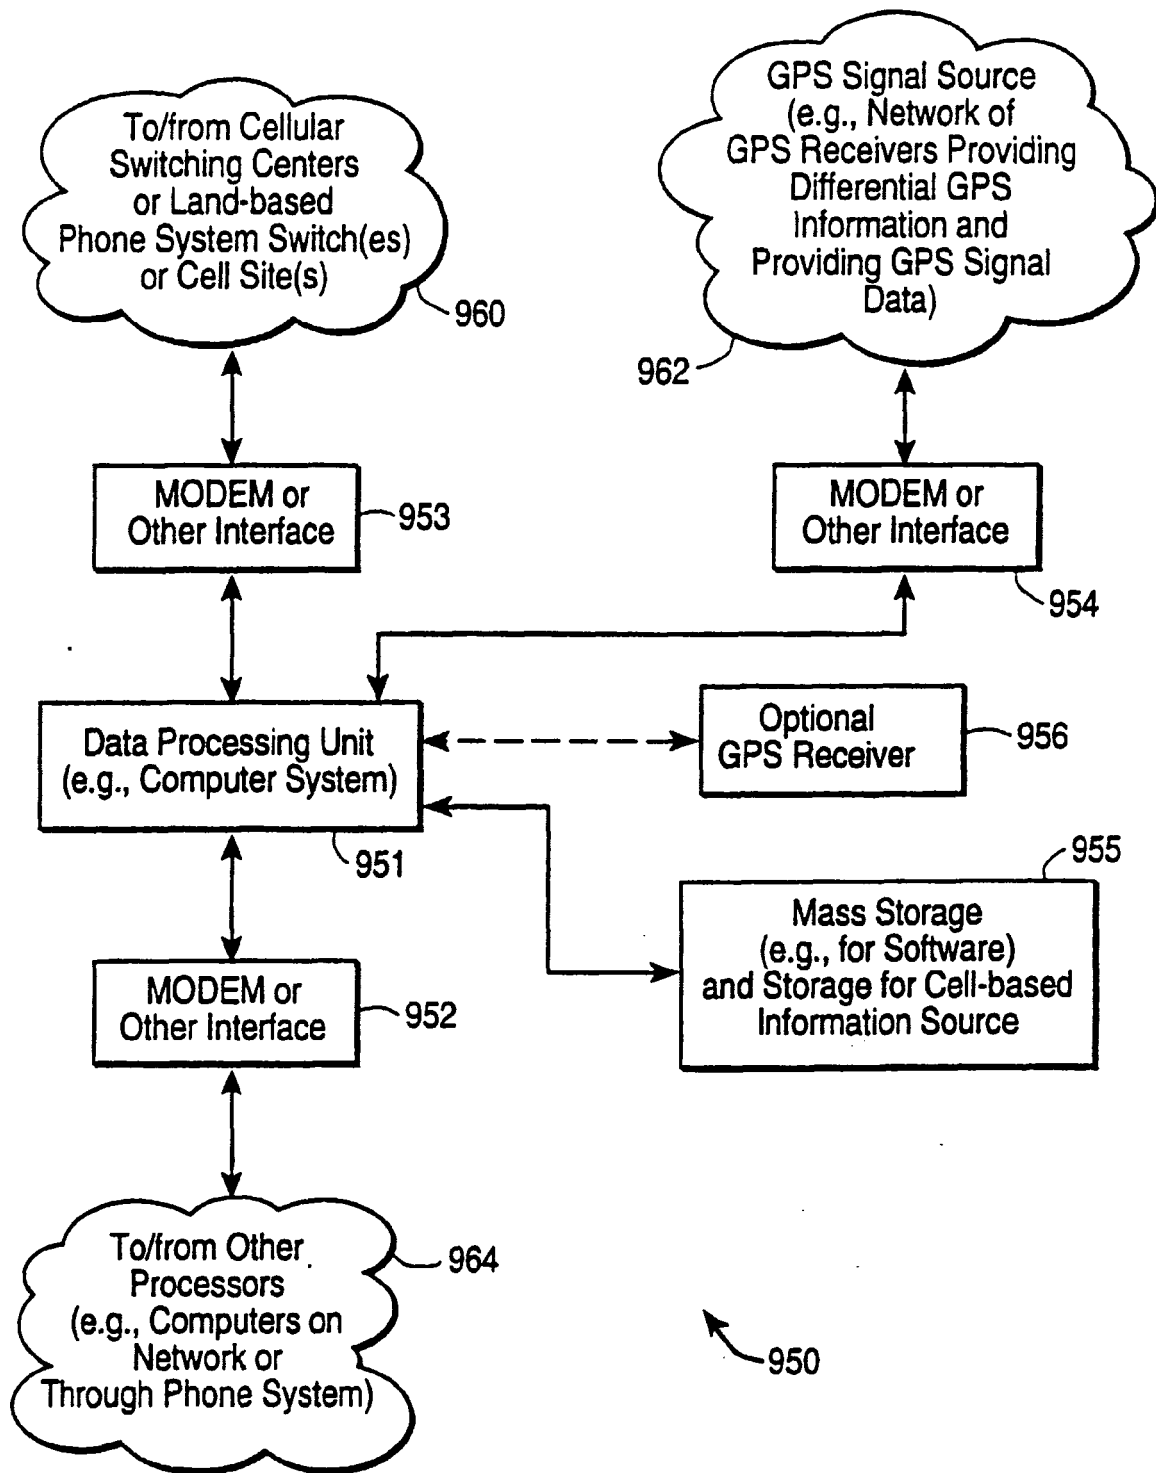 To/from Cellular
Switching Centers
or Land-based
Phone System Switch(es)
or Cell Site(s)
960
GPS Signal Source
(e.g., Network of
GPS Receivers Providing
Differential GPS
Information and
Providing GPS Signal
Data)
962
MODEM or
Other Interface
953
MODEM or
Other Interface
954
Data Processing Unit
(e.g., Computer System)
951
Optional
GPS Receiver
956
955
Mass Storage
(e.g., for Software)
and Storage for Cell-based
Information Source
MODEM or
Other Interface
952
To/from Other
Processors
(e.g., Computers on
Network or
Through Phone System)
964
950